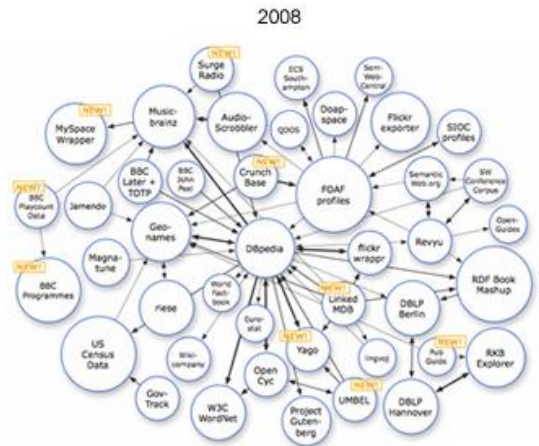 2008
NEW!
Surge
Radio
ECS
South-
ampton
Sem-
Web-
Central
NEW!
MySpace
Wrapper
Music-
brainz
Audio-
Scrobbler
QDOS
Doap-
space
Flickr
exporter
SIOC
profiles
NEW!
BBC
Playcount
Data
Jamendo
BBC
Later +
TOTP
BBC
John
Peel
NEW!
Crunch
Base
FOAF
profiles
Semantic
Web.org
SW
Conference
Corpus
Open-
Guides
Geo-
names
DBpedia
flickr
wrappr
Revyu
NEW!
BBC
Programmes
Magna-
tune
riese
World
Fact-
book
NEW!
Linked
MDB
DBLP
Berlin
RDF Book
Mashup
US
Census
Data
Wiki-
company
Euro-
stat
NEW!
Yago
lingvoj
NEW!
Pub
Guide
RKB
Explorer
Gov-
Track
W3C
WordNet
Open
Cyc
Project
Guten-
berg
NEW!
UMBEL
DBLP
Hannover